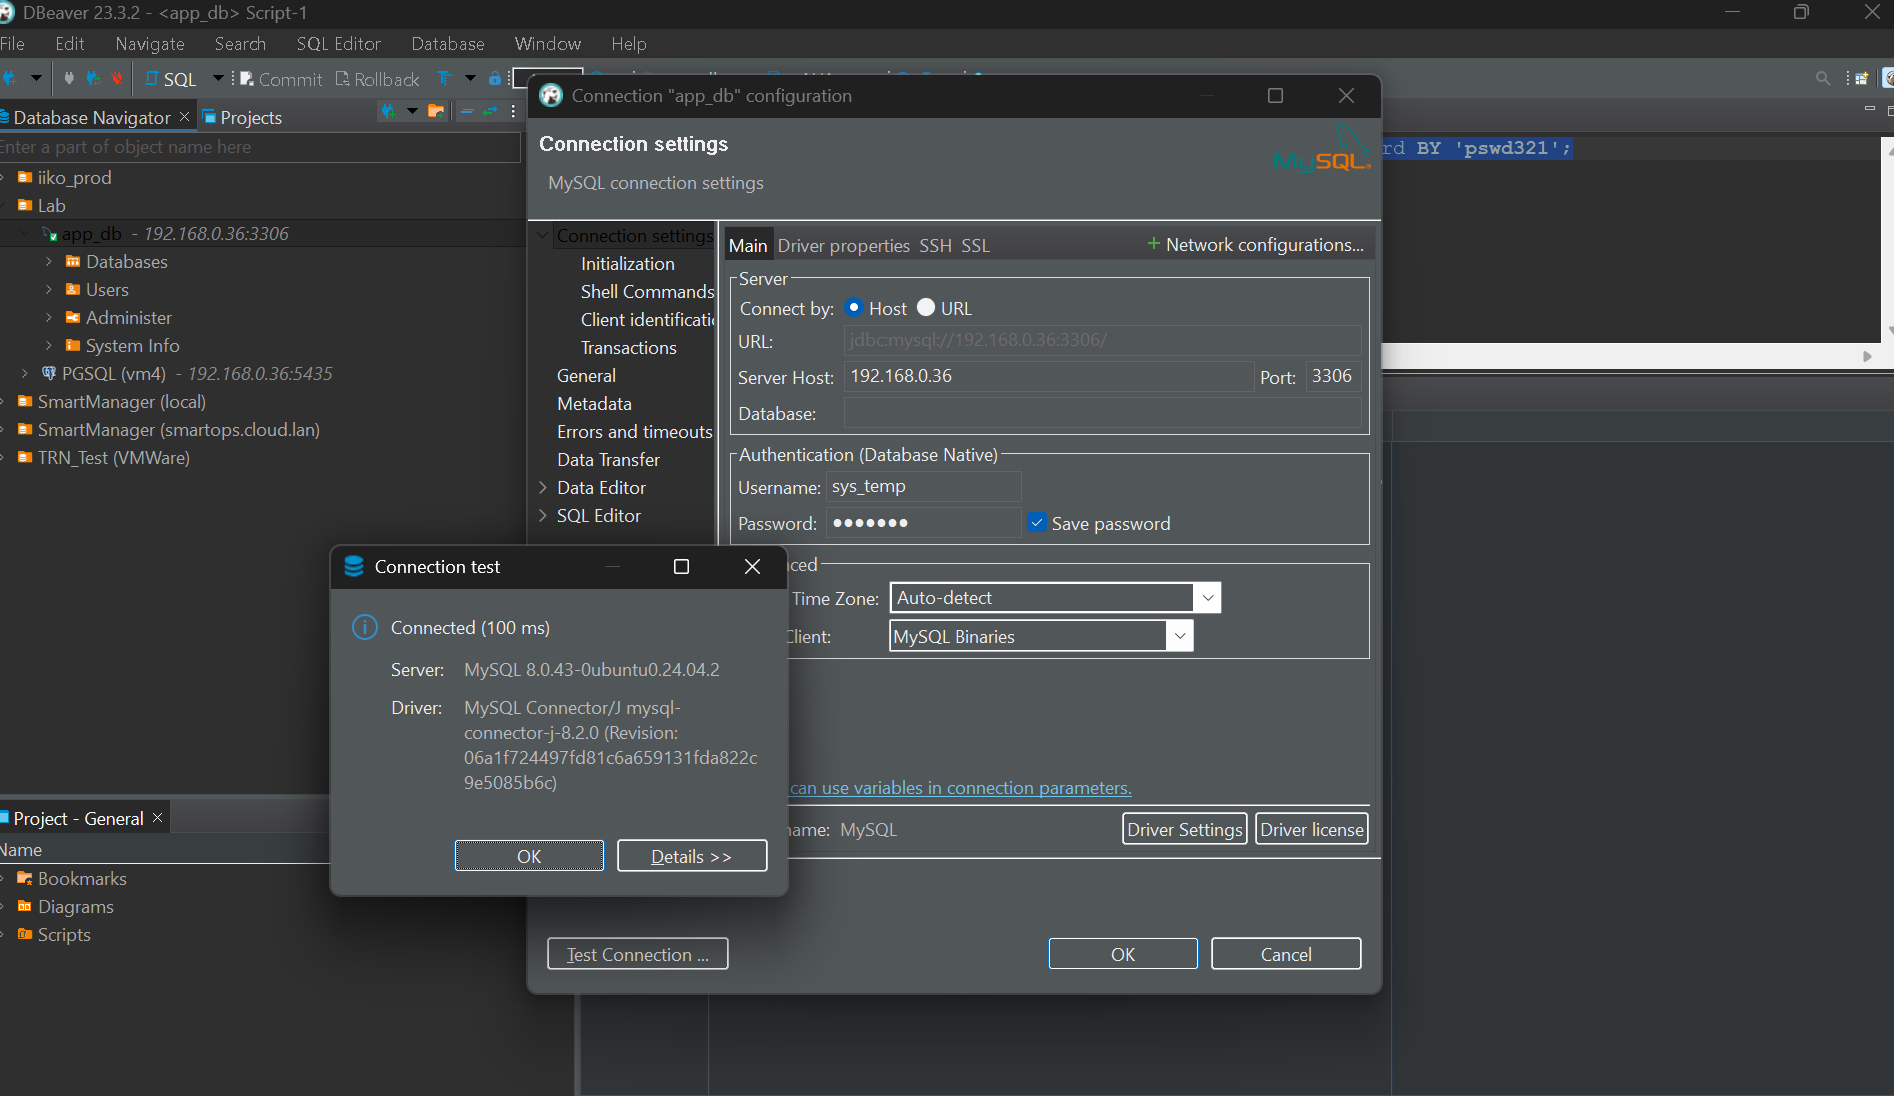 DBeaver 23.3.2 - <app_db> Script-1
File Edit Navigate Search SQL Editor Database Window Help
SQL Commit Rollback
Database Navigator Projects
Enter a part of object name here
iiko_prod
Lab
app_db - 192.168.0.36:3306
Databases
Users
Administer
System Info
PGSQL (vm4) - 192.168.0.36:5435
SmartManager (local)
SmartManager (smartops.cloud.lan)
TRN_Test (VMWare)
Project - General
Name
Bookmarks
Diagrams
Scripts
rd BY 'pswd321';
Connection "app_db" configuration
Connection settings
MySQL connection settings
MySQL
Connection settings
Initialization
Shell Commands
Client identificati
Transactions
General
Metadata
Errors and timeouts
Data Transfer
Data Editor
SQL Editor
Main Driver properties SSH SSL
+ Network configurations...
Server
Connect by: Host URL
URL: jdbc:mysql://192.168.0.36:3306/
Server Host: 192.168.0.36 Port: 3306
Database:
Authentication (Database Native)
Username: sys_temp
Password: ●●●●●●● Save password
nced
Time Zone: Auto-detect
Client: MySQL Binaries
can use variables in connection parameters.
name: MySQL
Driver Settings Driver license
Test Connection ... OK Cancel
Connection test
Connected (100 ms)
Server: MySQL 8.0.43-0ubuntu0.24.04.2
Driver: MySQL Connector/J mysql-
connector-j-8.2.0 (Revision:
06a1f724497fd81c6a659131fda822c
9e5085b6c)
OK Details >>